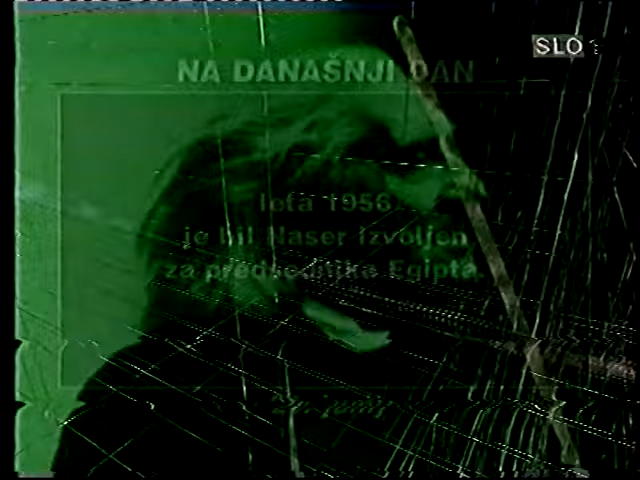 SLO
NA DANAŠNJI DAN
leta 1956
je bil Naser izvoljen
za predsednika Egipta.